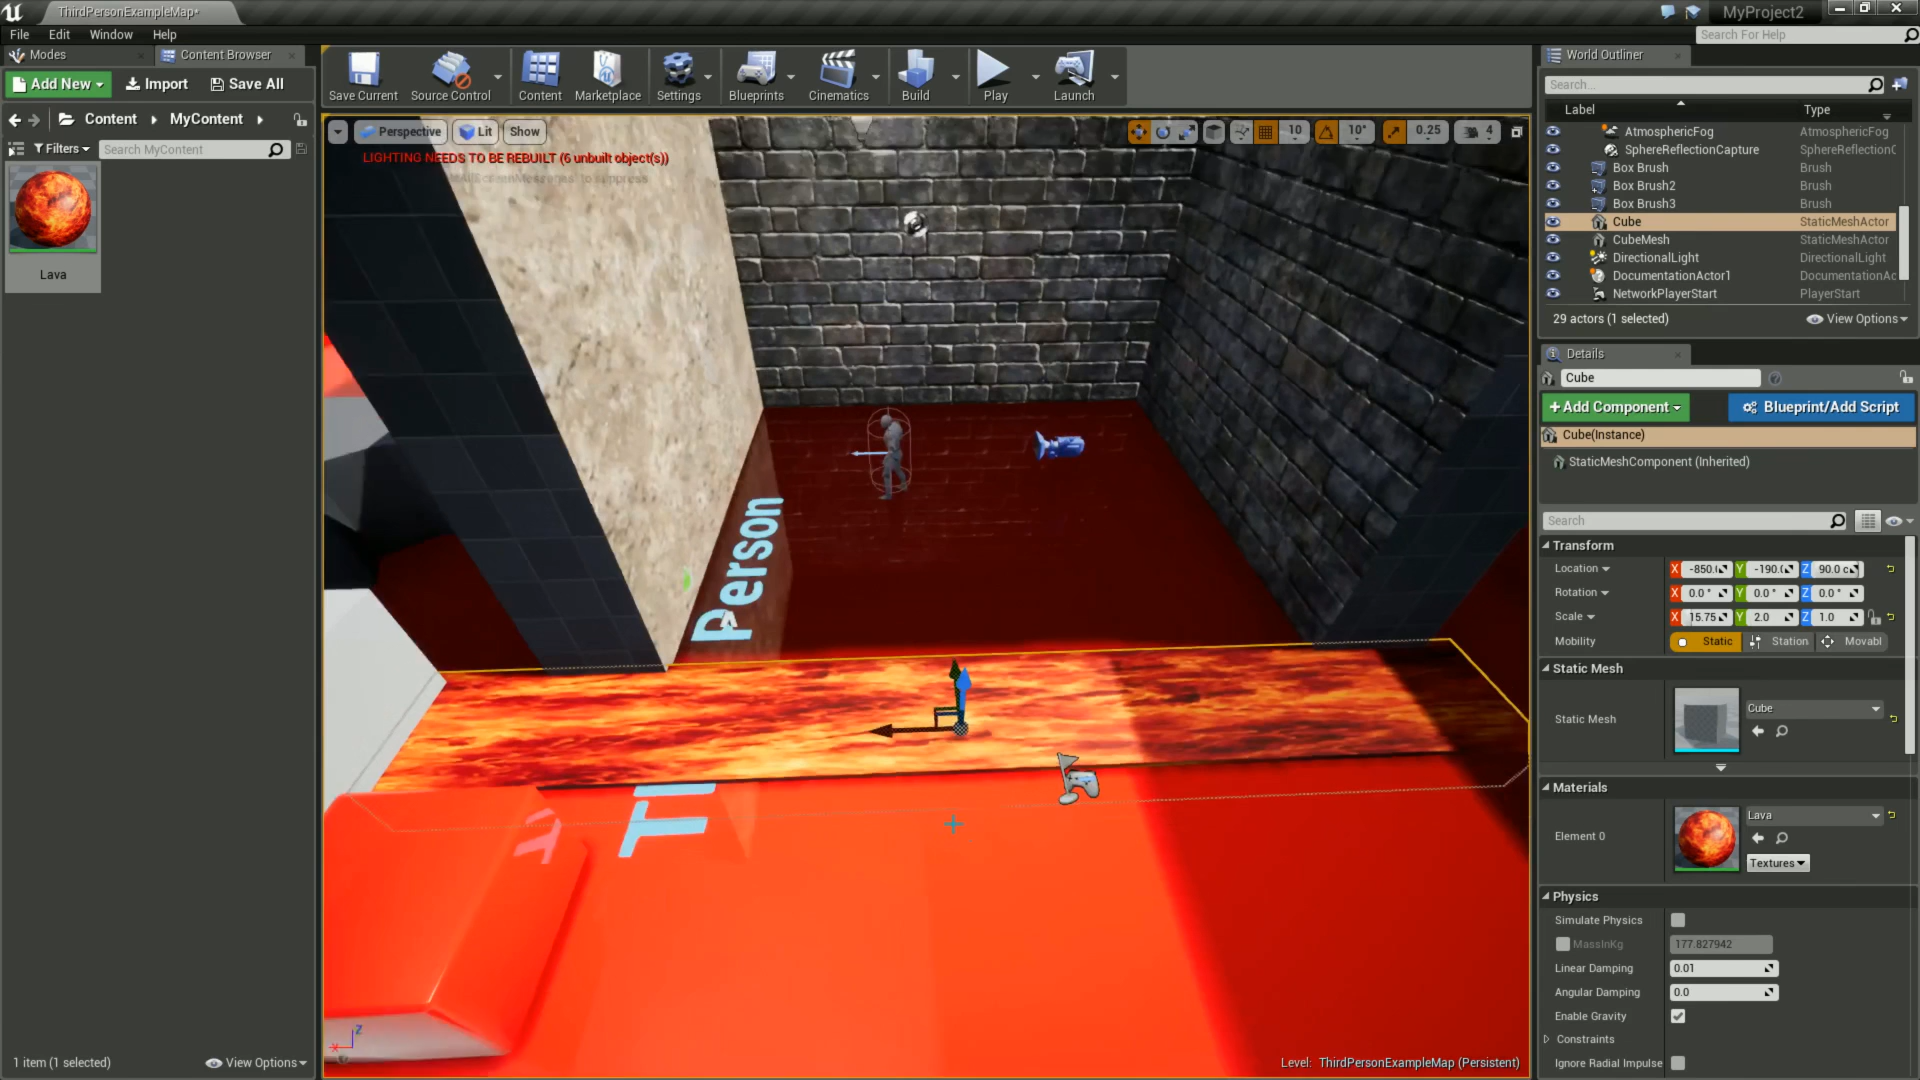 ThirdPersonExampleMap*
MyProject2
File Edit Window Help
Search For Help
Modes
Content Browser
Add New
Import
Save All
Content
MyContent
Filters
Search MyContent
Lava
1 item (1 selected)
View Options
Save Current
Source Control
Content
Marketplace
Settings
Blueprints
Cinematics
Build
Play
Launch
Perspective
Lit
Show
10
10°
0.25
4
LIGHTING NEEDS TO BE REBUILT (6 unbuilt object(s))
to suppress
Person
Level: ThirdPersonExampleMap (Persistent)
World Outliner
Search...
Label Type
AtmosphericFog AtmosphericFog
SphereReflectionCapture SphereReflectionC
Box Brush Brush
Box Brush2 Brush
Box Brush3 Brush
Cube StaticMeshActor
CubeMesh StaticMeshActor
DirectionalLight DirectionalLight
DocumentationActor1 DocumentationAc
NetworkPlayerStart PlayerStart
29 actors (1 selected)
View Options
Details
Cube
+Add Component
Blueprint/Add Script
Cube(Instance)
StaticMeshComponent (Inherited)
Search
Transform
Location X -850.( Y -190.( Z 90.0 c
Rotation X 0.0 ° Y 0.0 ° Z 0.0 °
Scale X 15.75 Y 2.0 Z 1.0
Mobility Static Station Movabl
Static Mesh
Static Mesh
Cube
Materials
Element 0
Lava
Textures
Physics
Simulate Physics
MassInKg 177.827942
Linear Damping 0.01
Angular Damping 0.0
Enable Gravity
Constraints
Ignore Radial Impulse